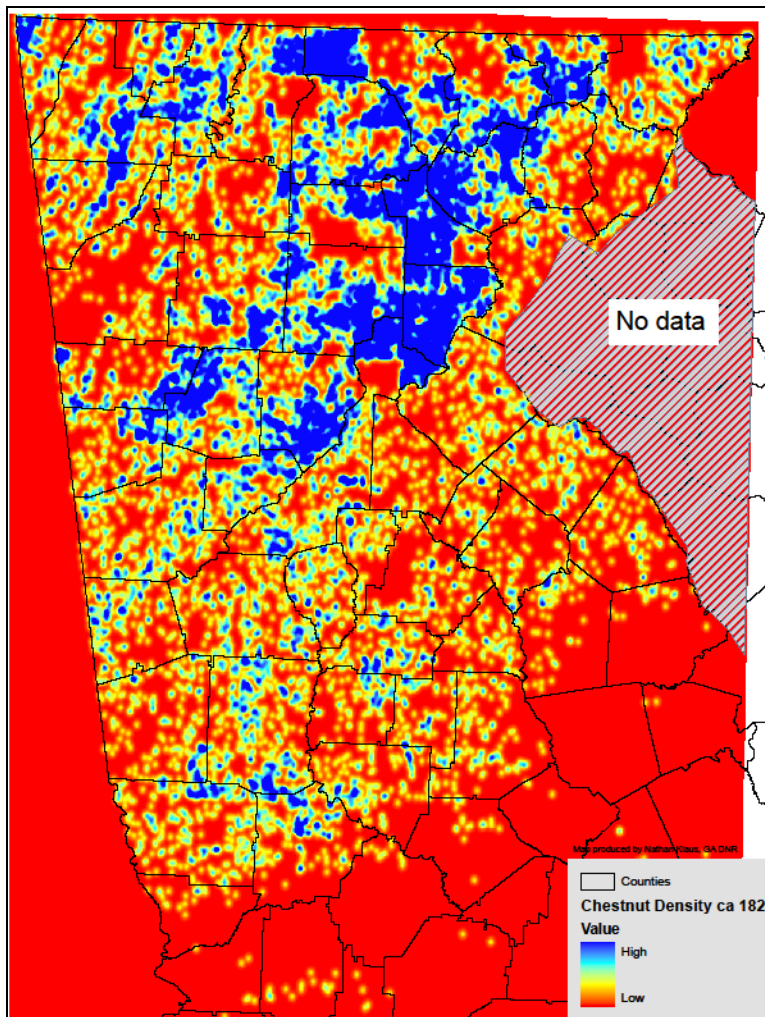 No data
Map produced by Nathan Klaus, GA DNR
Counties
Chestnut Density ca 182
Value
High
Low